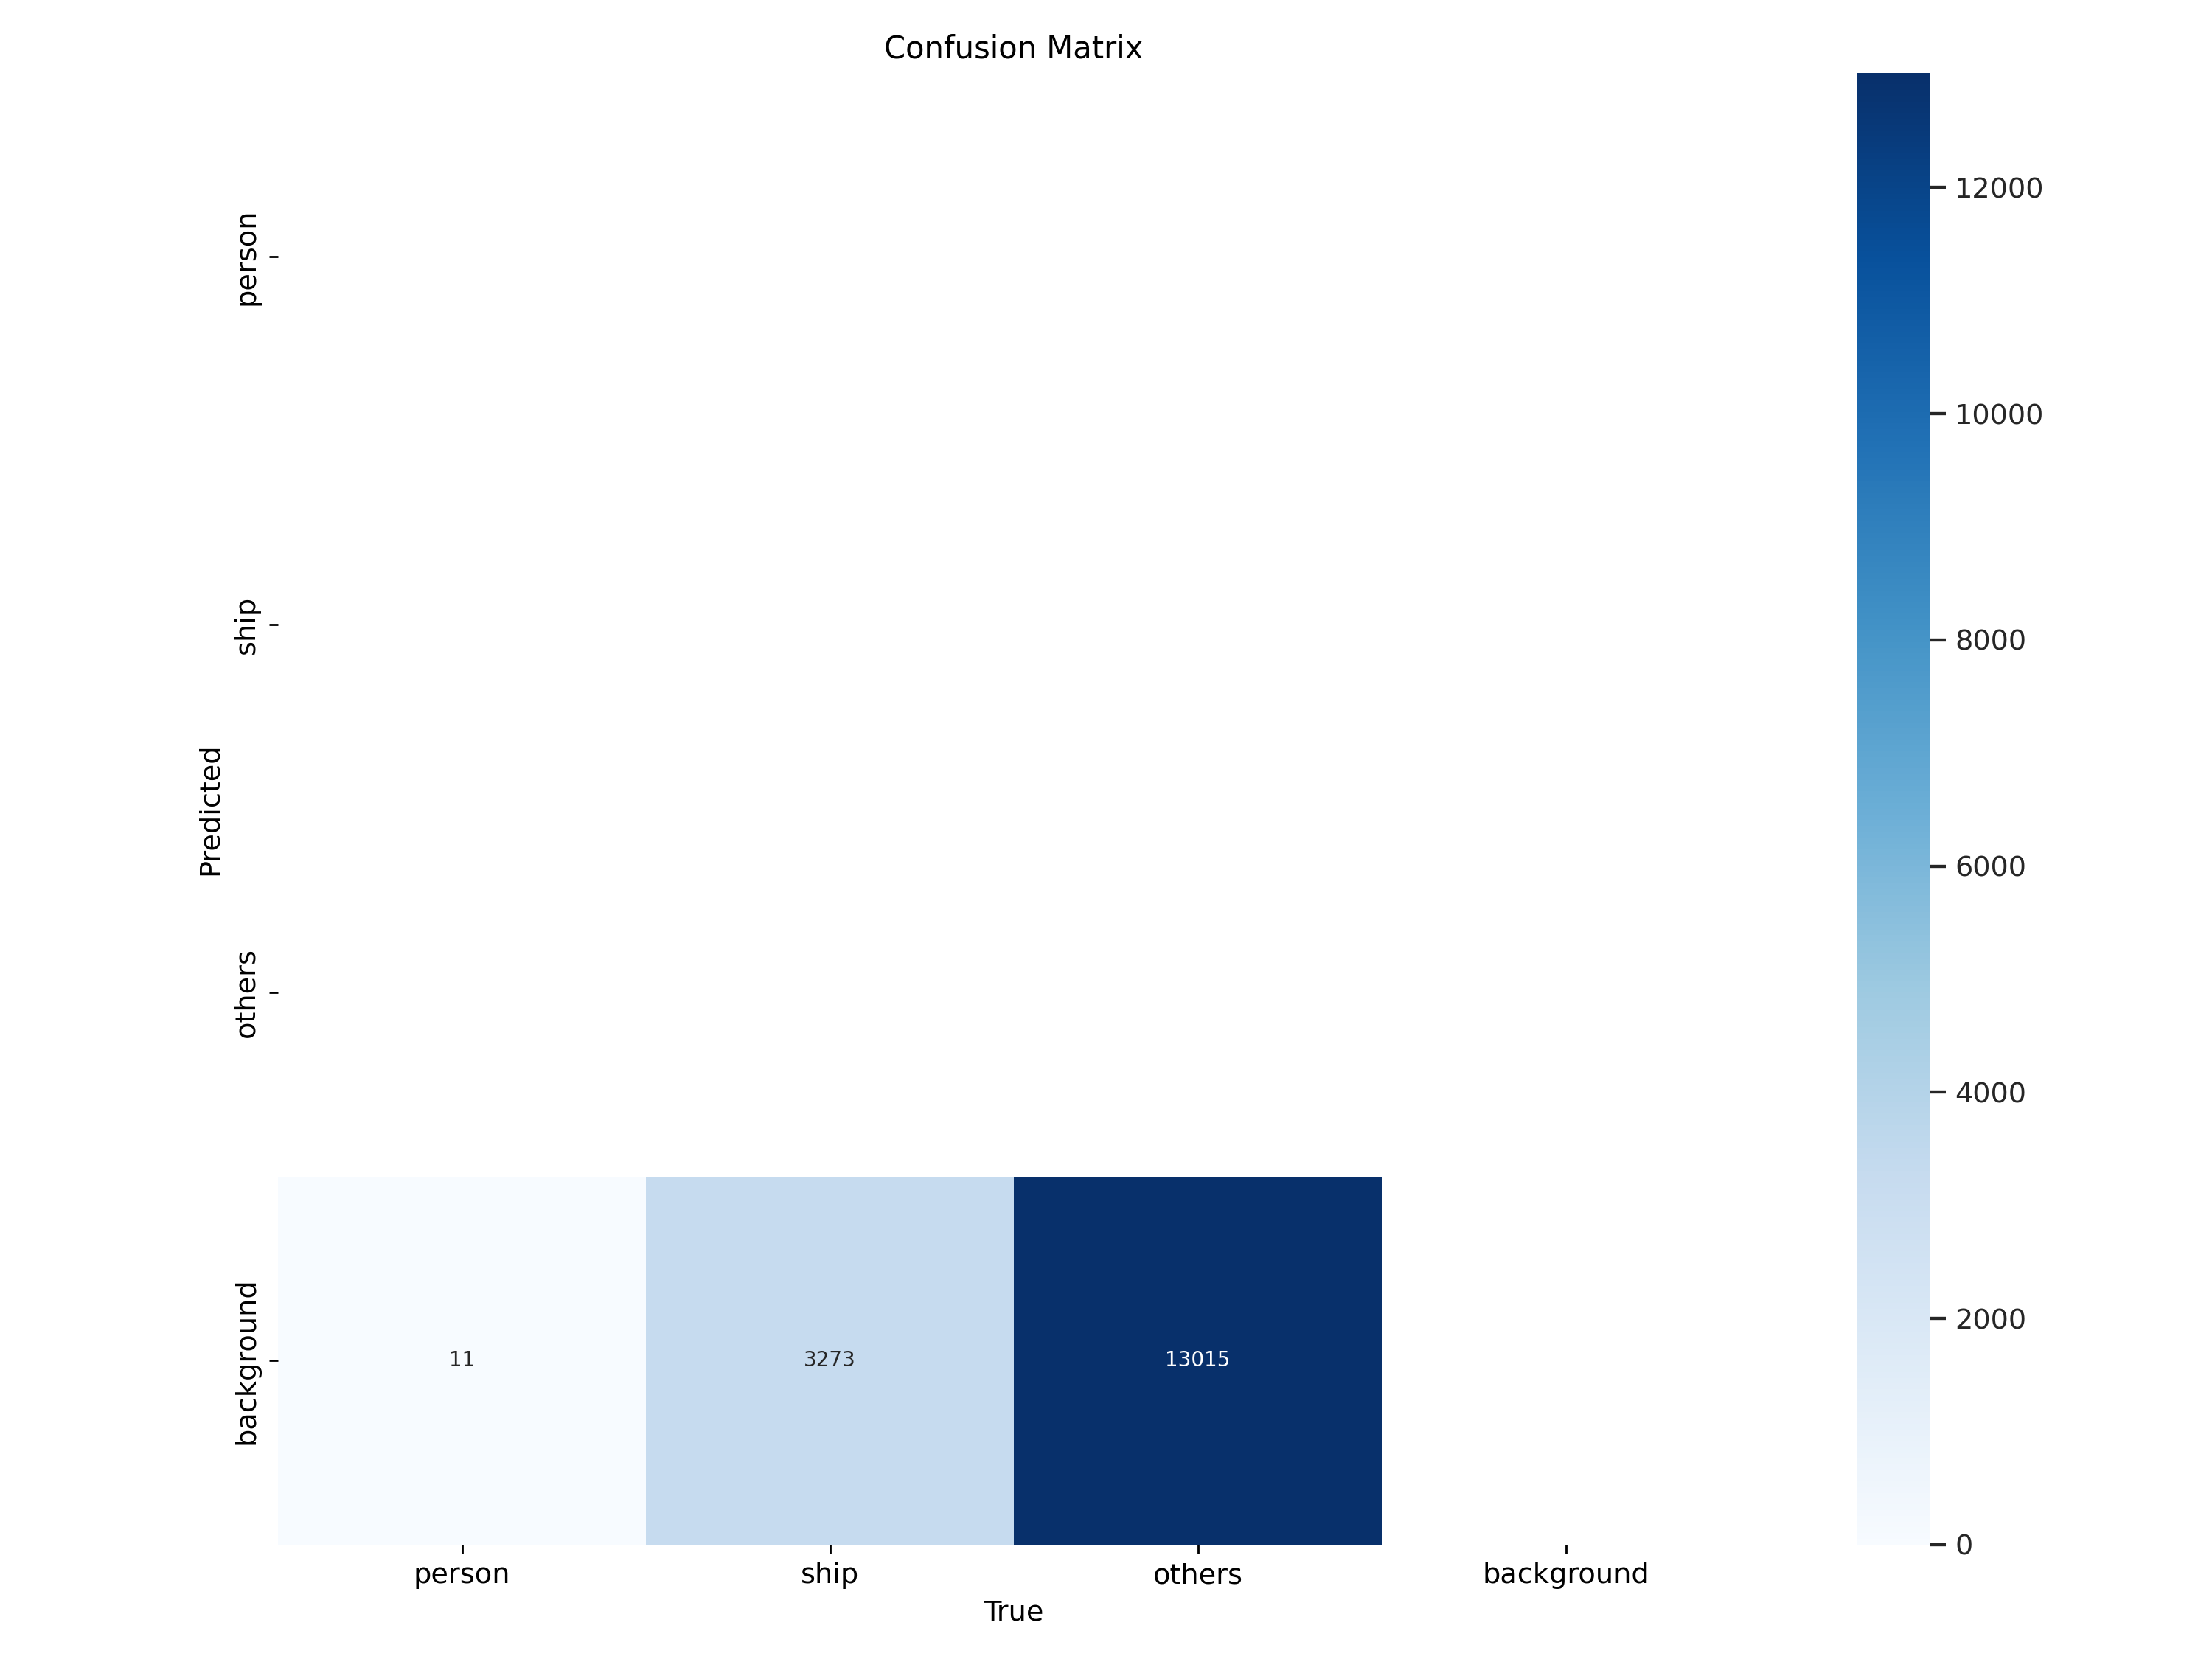 Confusion Matrix
person
ship
others
background
Predicted
11
3273
13015
person
ship
others
background
True
12000
10000
8000
6000
4000
2000
0